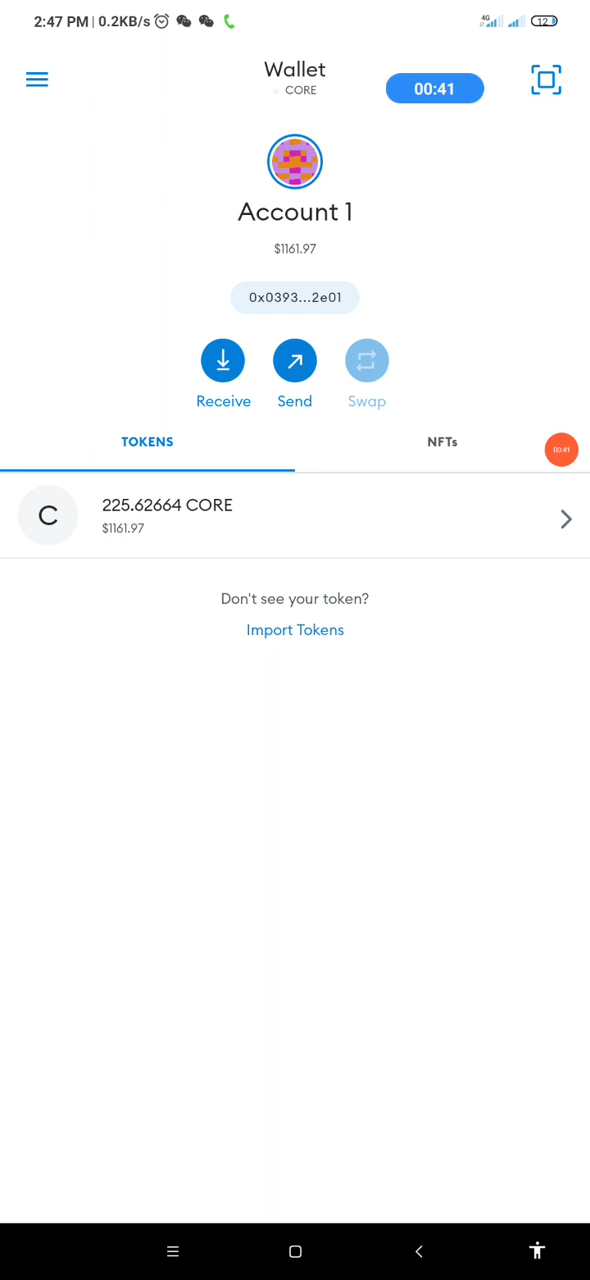 2:47 PM | 0.2KB/s 4G 12
Wallet
CORE
00:41
Account 1
$1161.97
0x0393...2e01
Receive Send Swap
TOKENS NFTs
00:41
C
225.62664 CORE
$1161.97
Don't see your token?
Import Tokens